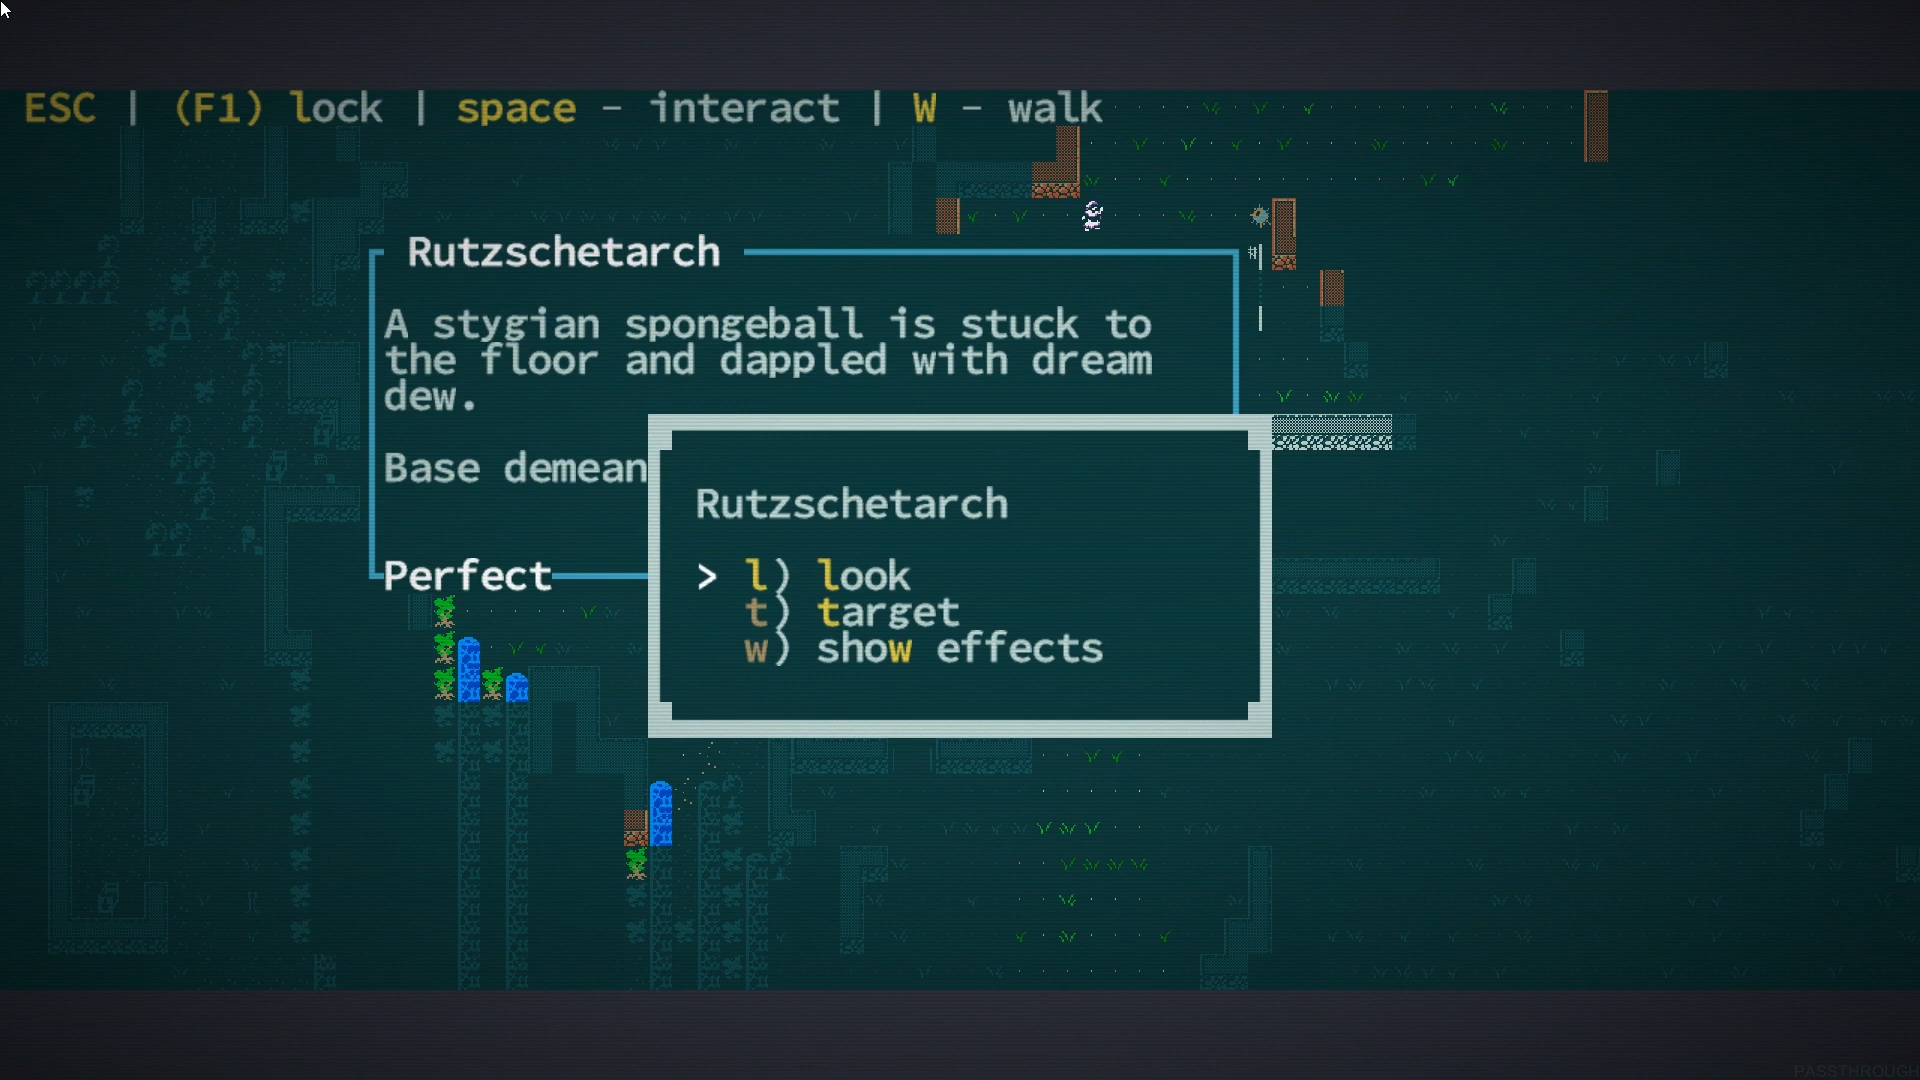 ESC | (F1) lock | space - interact | W - walk
Rutzschetarch
A stygian spongeball is stuck to
the floor and dappled with dream
dew.
Base demean
Perfect
Rutzschetarch
> l) look
t) target
w) show effects
PASSTHROUGH